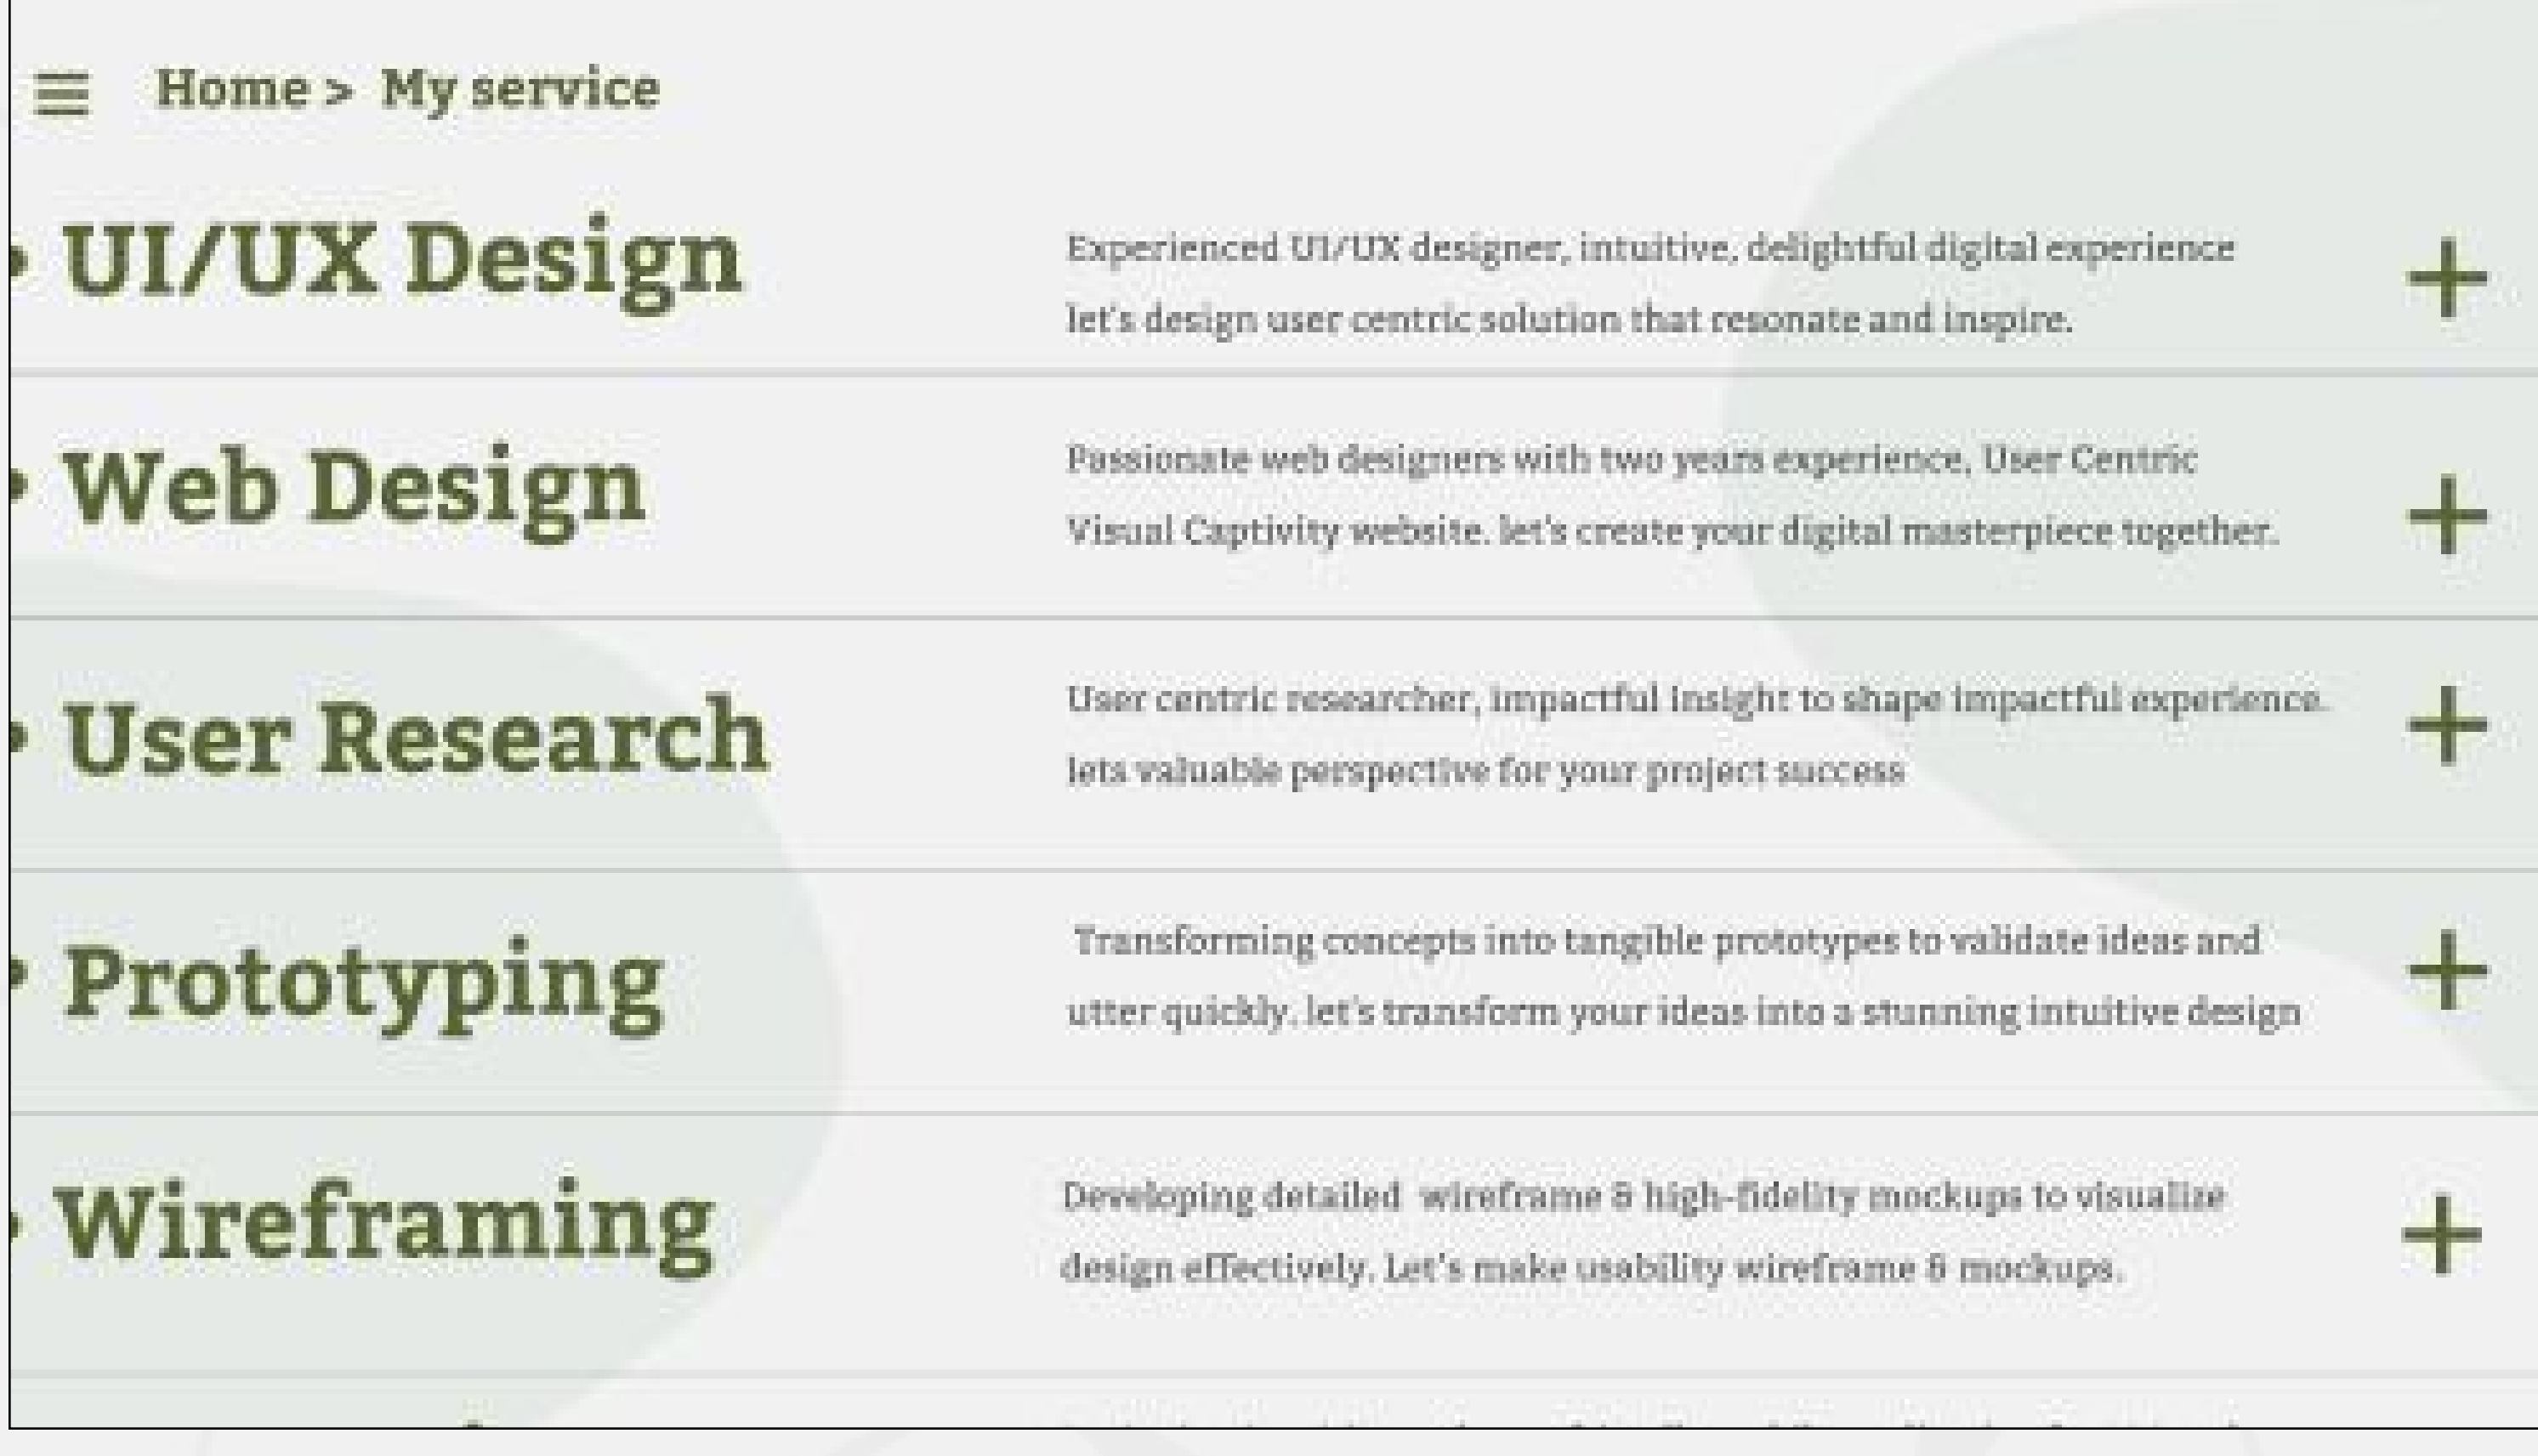 Home > My service
UI/UX Design
Experienced UI/UX designer, intuitive, delightful digital experience
let's design user centric solution that resonate and inspire.
Web Design
Passionate web designers with two years experience, User Centric
Visual Captivity website. let's create your digital masterpiece together.
User Research
User centric researcher, impactful insight to shape impactful experience.
lets valuable perspective for your project success
Prototyping
Transforming concepts into tangible prototypes to validate ideas and
utter quickly. let's transform your ideas into a stunning intuitive design
Wireframing
Developing detailed wireframe & high-fidelity mockups to visualize
design effectively. Let's make usability wireframe & mockups.